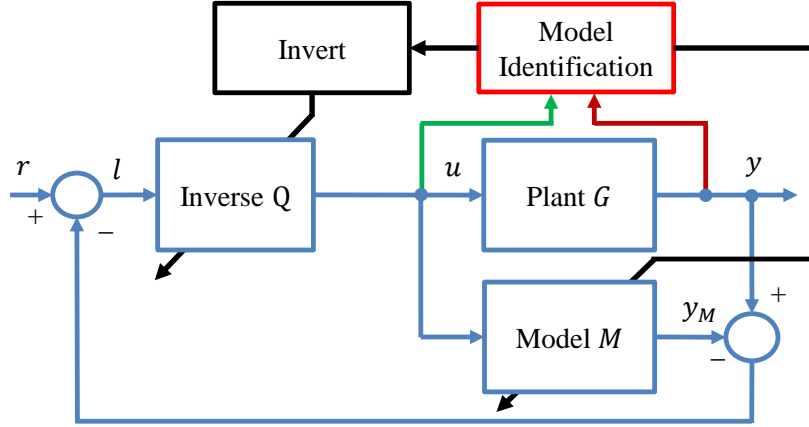 Invert
Model
Identification
r
l
Inverse Q
u
Plant G
y
+
−
+
Model M
y_M
−